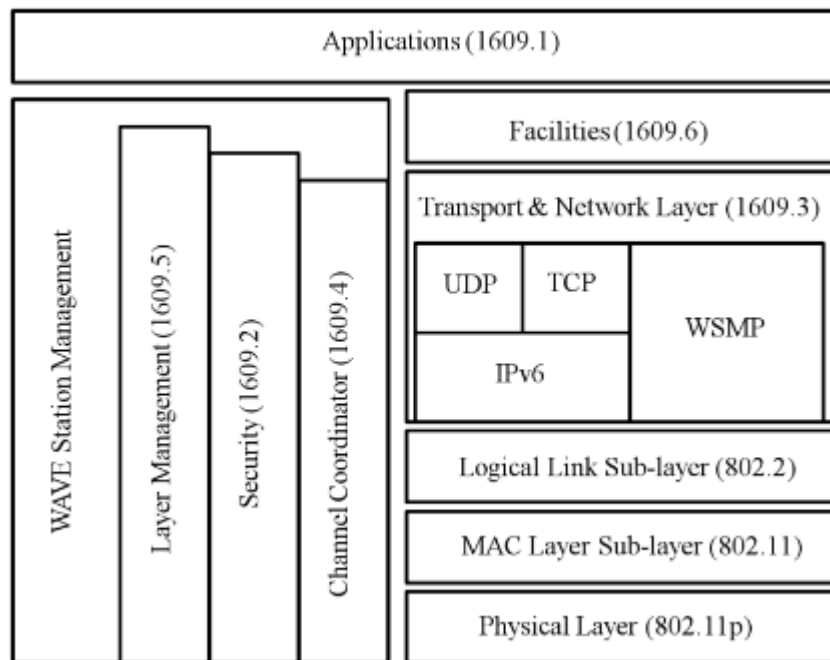 Applications (1609.1)
WAVE Station Management
Layer Management (1609.5)
Security (1609.2)
Channel Coordinator (1609.4)
Facilities (1609.6)
Transport & Network Layer (1609.3)
UDP
TCP
WSMP
IPv6
Logical Link Sub-layer (802.2)
MAC Layer Sub-layer (802.11)
Physical Layer (802.11p)